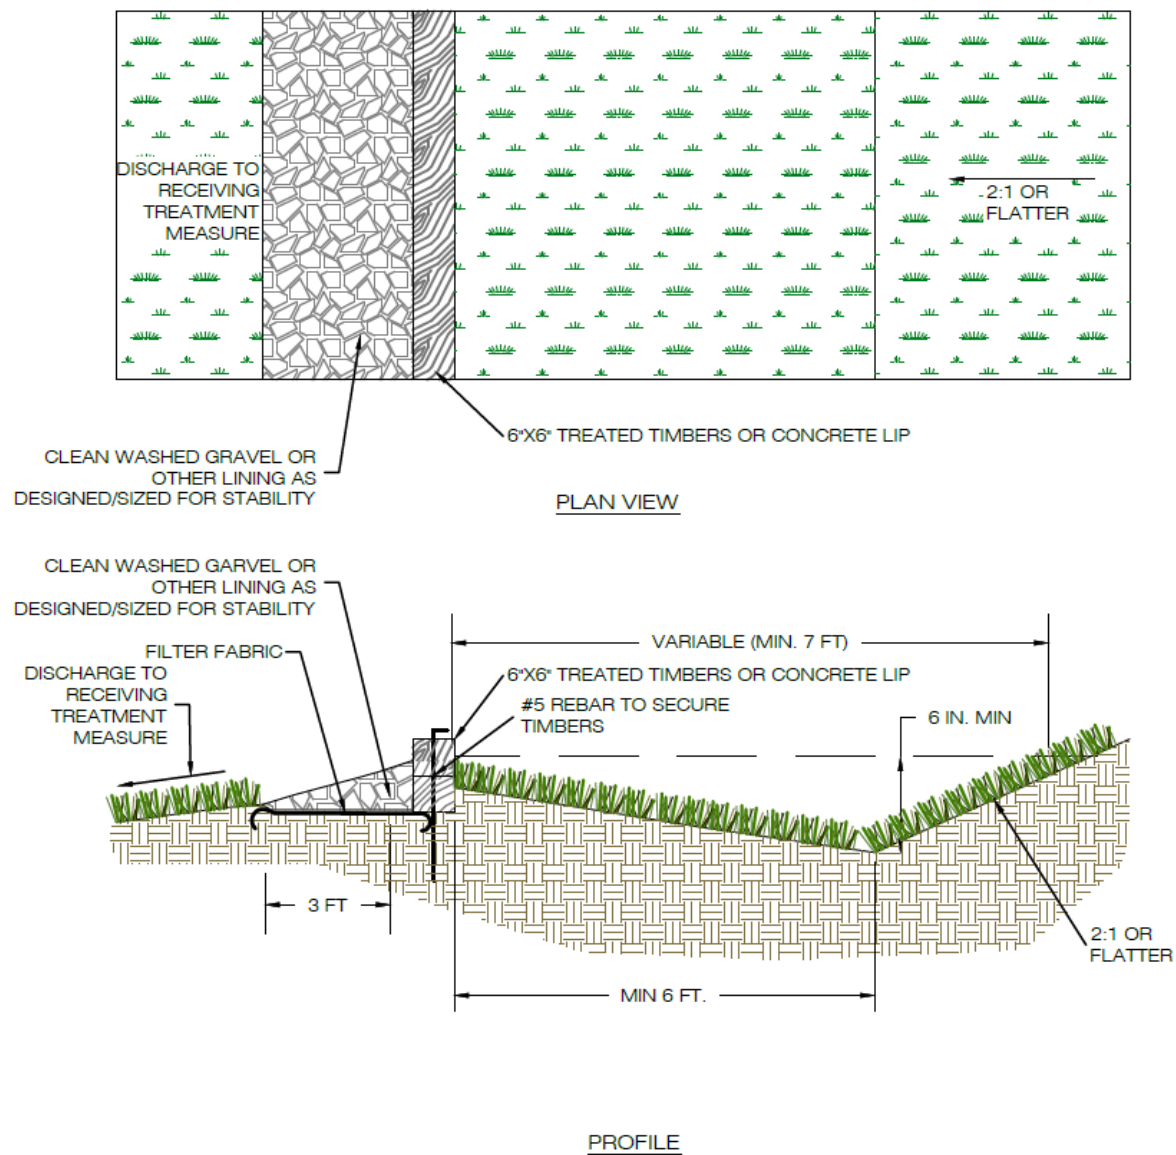 DISCHARGE TO
RECEIVING
TREATMENT
MEASURE
2:1 OR
FLATTER
6"X6" TREATED TIMBERS OR CONCRETE LIP
CLEAN WASHED GRAVEL OR
OTHER LINING AS
DESIGNED/SIZED FOR STABILITY
PLAN VIEW
CLEAN WASHED GARVEL OR
OTHER LINING AS
DESIGNED/SIZED FOR STABILITY
FILTER FABRIC
DISCHARGE TO
RECEIVING
TREATMENT
MEASURE
VARIABLE (MIN. 7 FT)
6"X6" TREATED TIMBERS OR CONCRETE LIP
#5 REBAR TO SECURE
TIMBERS
6 IN. MIN
3 FT
2:1 OR
FLATTER
MIN 6 FT.
PROFILE